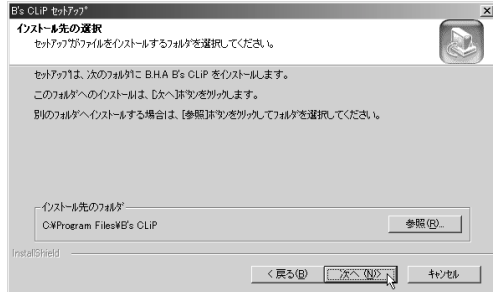 B's CLiP ｾｯﾄｱｯﾌﾟ
インストール先の選択
ｾｯﾄｱｯﾌﾟがファイルをインストールするフォルダを選択してください。
ｾｯﾄｱｯﾌﾟは、次のフォルダに B.H.A B's CLiP をインストールします。
このフォルダへのインストールは、[次へ]ボタンをクリックします。
別のフォルダへインストールする場合は、[参照]ボタンをクリックしてフォルダを選択してください。
インストール先のフォルダ
C:¥Program Files¥B's CLiP
参照(R)...
InstallShield
< 戻る(B)
次へ (N)>
キャンセル